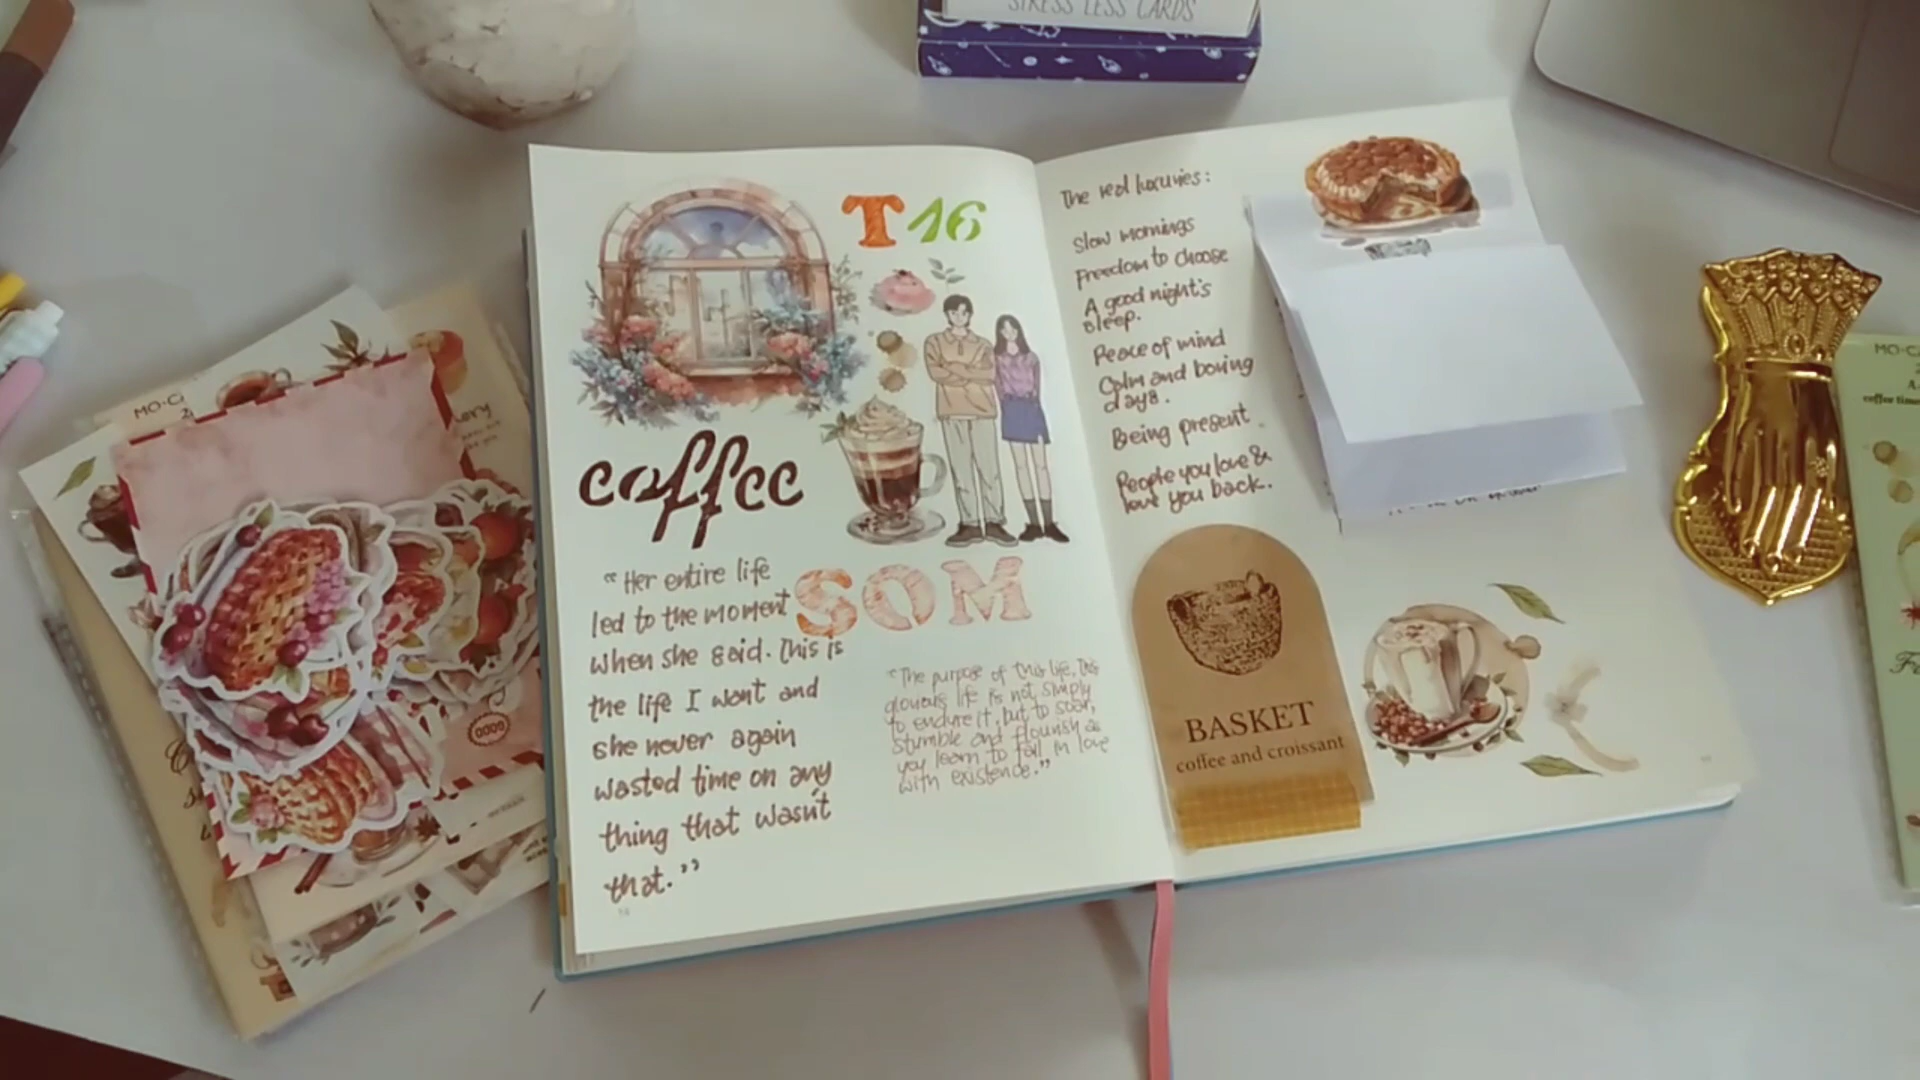 STRESS LESS CARDS
T16
coffee
"Her entire life
led to the moment
when she said. This is
the life I want and
she never again
wasted time on any
thing that wasn't
that."
SOM
"The purpose of this life, this
glorious life is not simply
to endure it, but to soar,
stumble and flourish as
you learn to fall in love
with existence."
The real luxuries:
Slow mornings
Freedom to choose
A good night's
sleep.
Peace of mind
Calm and boring
days.
Being present
People you love &
love you back.
BASKET
coffee and croissant
MO-C
MO-C
coffee time